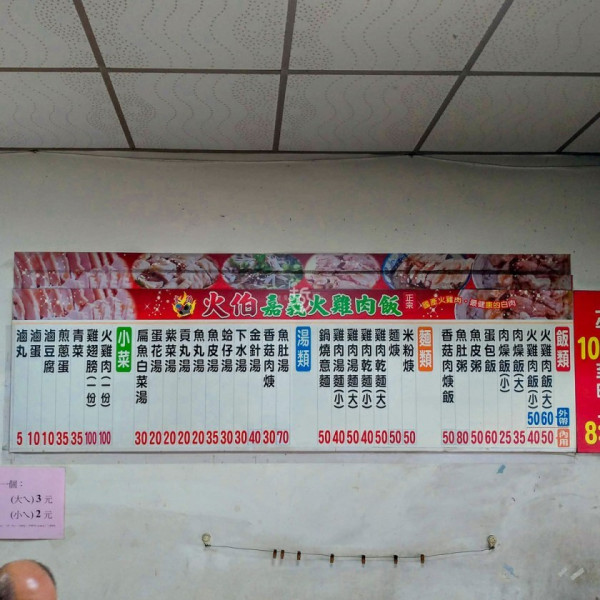 火伯嘉義火雞肉飯
正宗
飯類
外帶
內用
火雞肉飯(大) 60 50
火雞肉飯(小) 50 40
肉燥飯(大) 35
肉燥飯(小) 25
蛋包飯 60
魚皮粥 50
魚肚粥 80
香菇肉焿飯 50
麵類
米粉焿 50
麵焿 50
雞肉乾麵(大) 50
雞肉乾麵(小) 40
雞肉湯麵(大) 50
雞肉湯麵(小) 40
鍋燒意麵 50
湯類
魚肚湯 70
香菇肉焿 30
金針湯 40
下水湯 30
蛤仔湯 30
魚皮湯 35
魚丸湯 20
貢丸湯 20
紫菜湯 20
蛋花湯 20
扁魚白菜湯 30
小菜
火雞肉(一份) 100
雞翅膀(一份) 100
青菜 35
煎蔥蛋 35
滷豆腐 10
滷蛋 10
滷丸 5
一個：
(大ㄟ) 3 元
(小ㄟ) 2 元